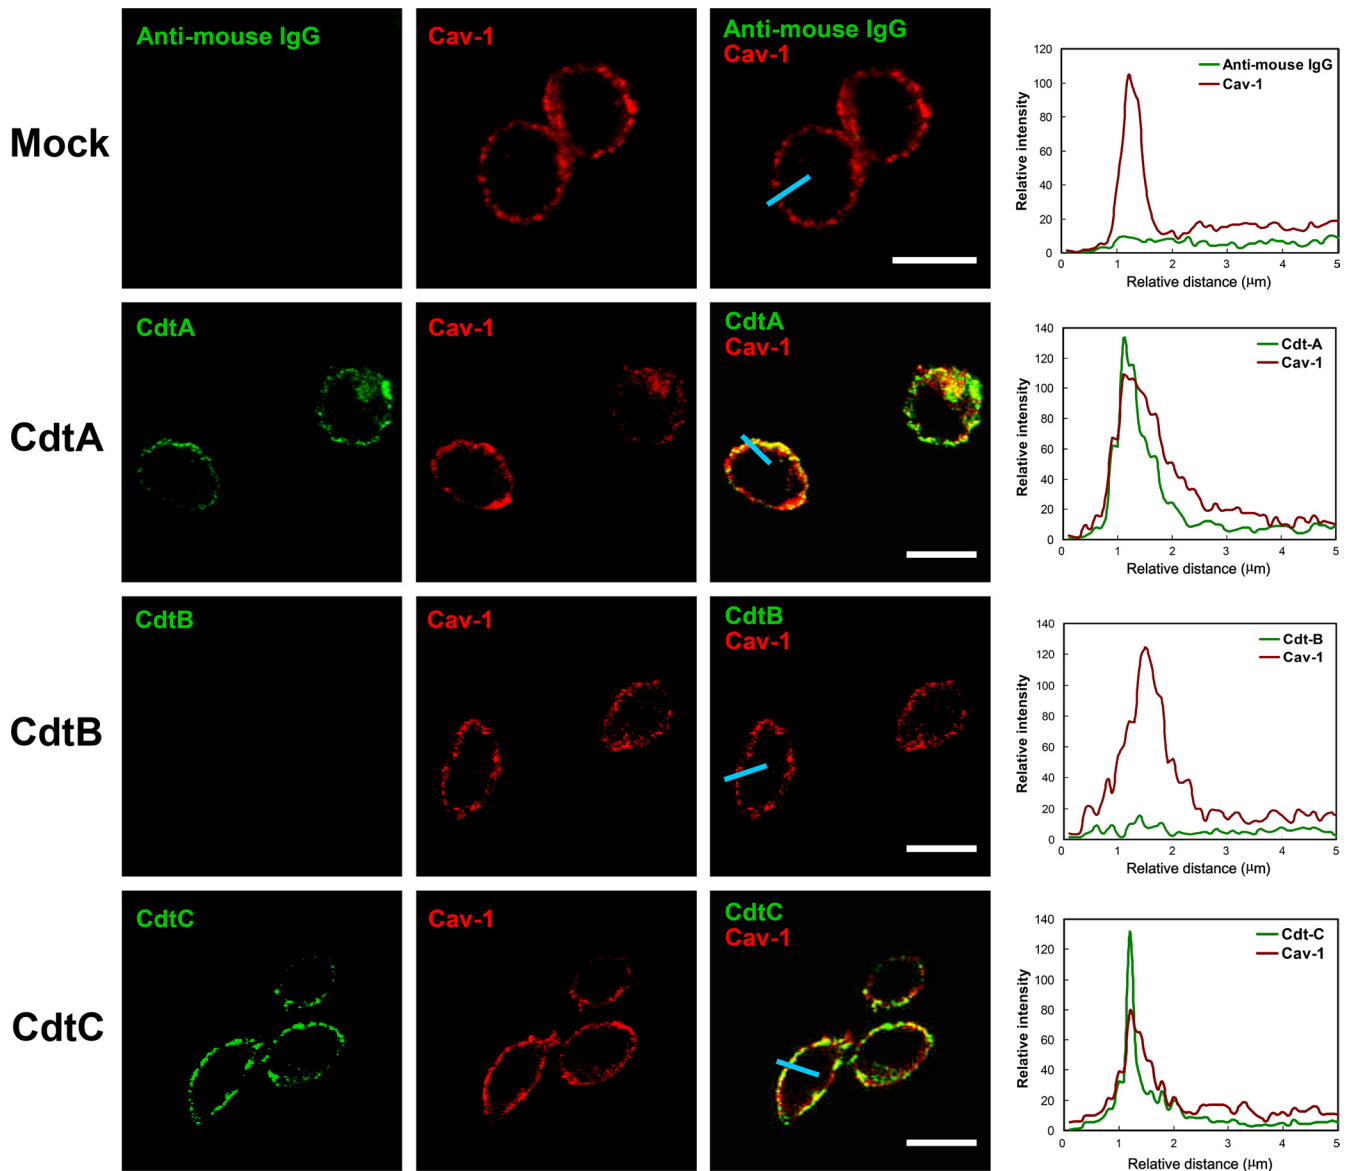 Mock
Anti-mouse IgG
Cav-1
Anti-mouse IgG
Cav-1
Relative intensity
120
100
80
60
40
20
0
Anti-mouse IgG
Cav-1
0 1 2 3 4 5
Relative distance (μm)
CdtA
CdtA
Cav-1
CdtA
Cav-1
Relative intensity
140
120
100
80
60
40
20
0
Cdt-A
Cav-1
0 1 2 3 4 5
Relative distance (μm)
CdtB
CdtB
Cav-1
CdtB
Cav-1
Relative intensity
140
120
100
80
60
40
20
0
Cdt-B
Cav-1
0 1 2 3 4 5
Relative distance (μm)
CdtC
CdtC
Cav-1
CdtC
Cav-1
Relative intensity
140
120
100
80
60
40
20
0
Cdt-C
Cav-1
0 1 2 3 4 5
Relative distance (μm)